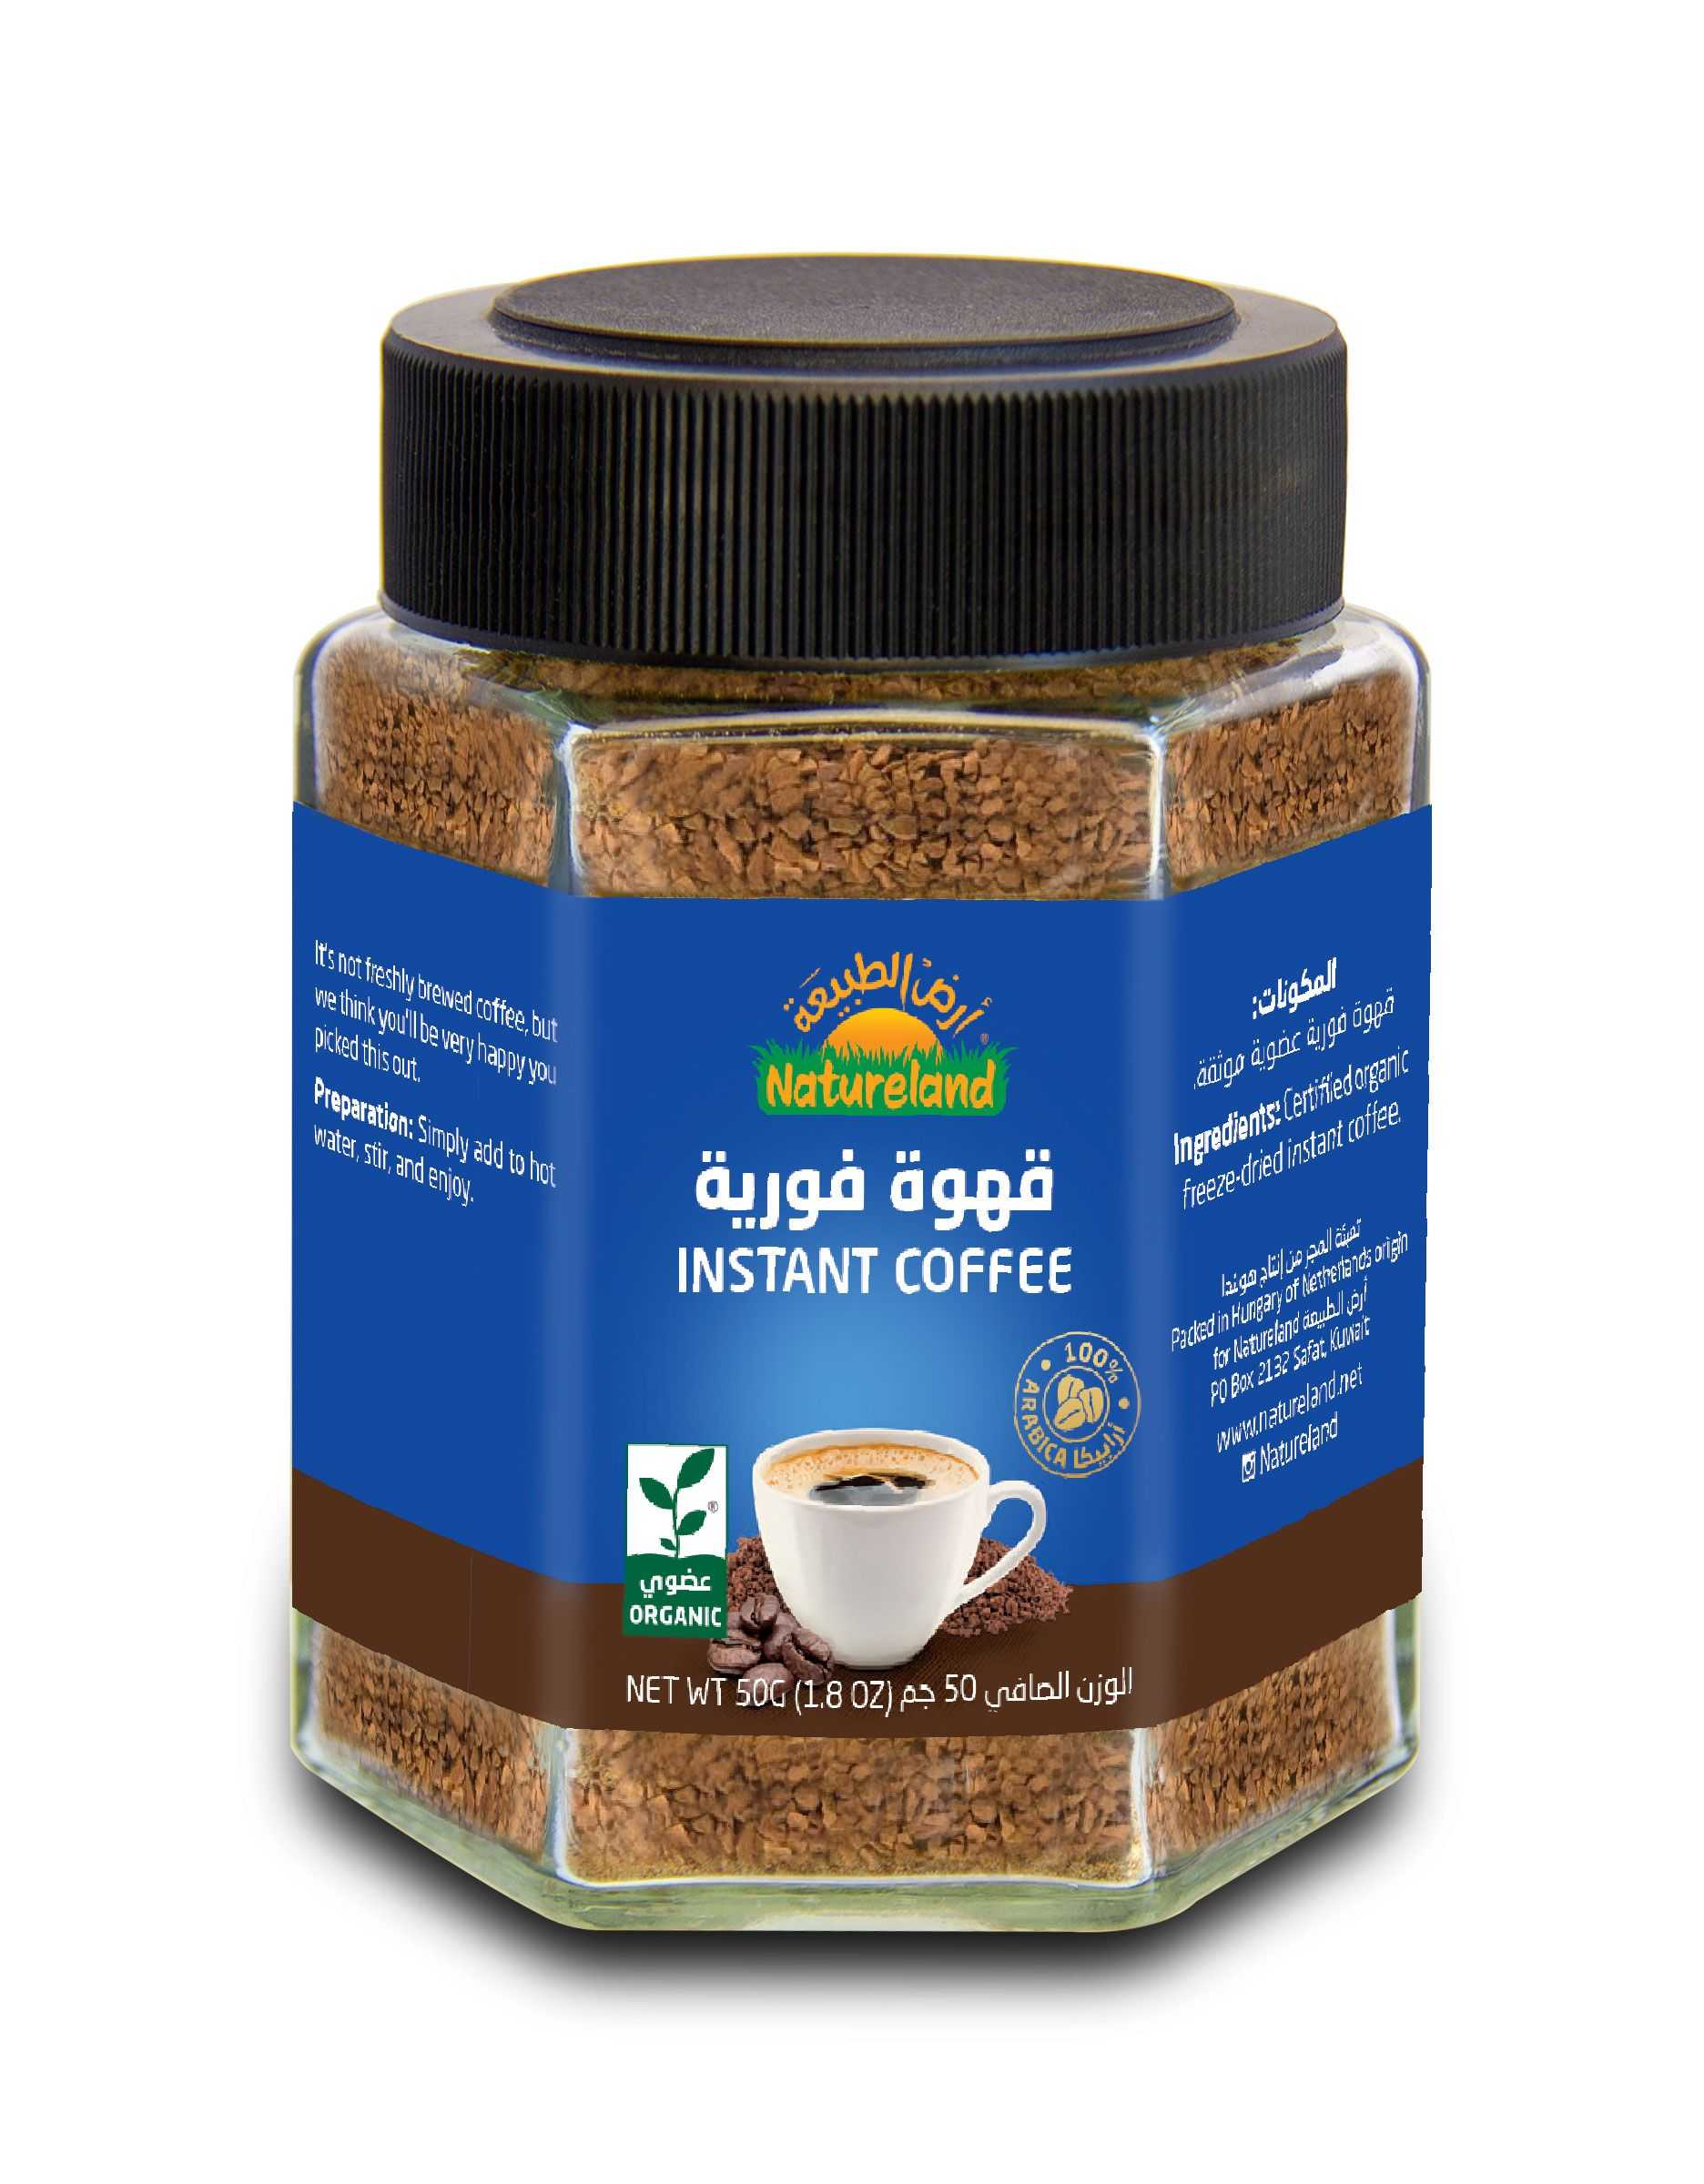 It's not freshly brewed coffee, but
we think you'll be very happy you
picked this out.
Preparation: Simply add to hot
water, stir, and enjoy.
أرض الطبيعة
®
Natureland
قهوة فورية
INSTANT COFFEE
100%
ARABICA أرابيكا
®
عضوي
ORGANIC
NET WT 50G (1.8 OZ) الوزن الصافي 50 جم
المكونات:
قهوة فورية عضوية موثقة.
Ingredients: Certified organic
freeze-dried instant coffee.
تعبئة المجر من إنتاج هولندا
Packed in Hungary of Netherlands origin
for Natureland أرض الطبيعة
PO Box 2132 Safat, Kuwait
www.natureland.net
Natureland